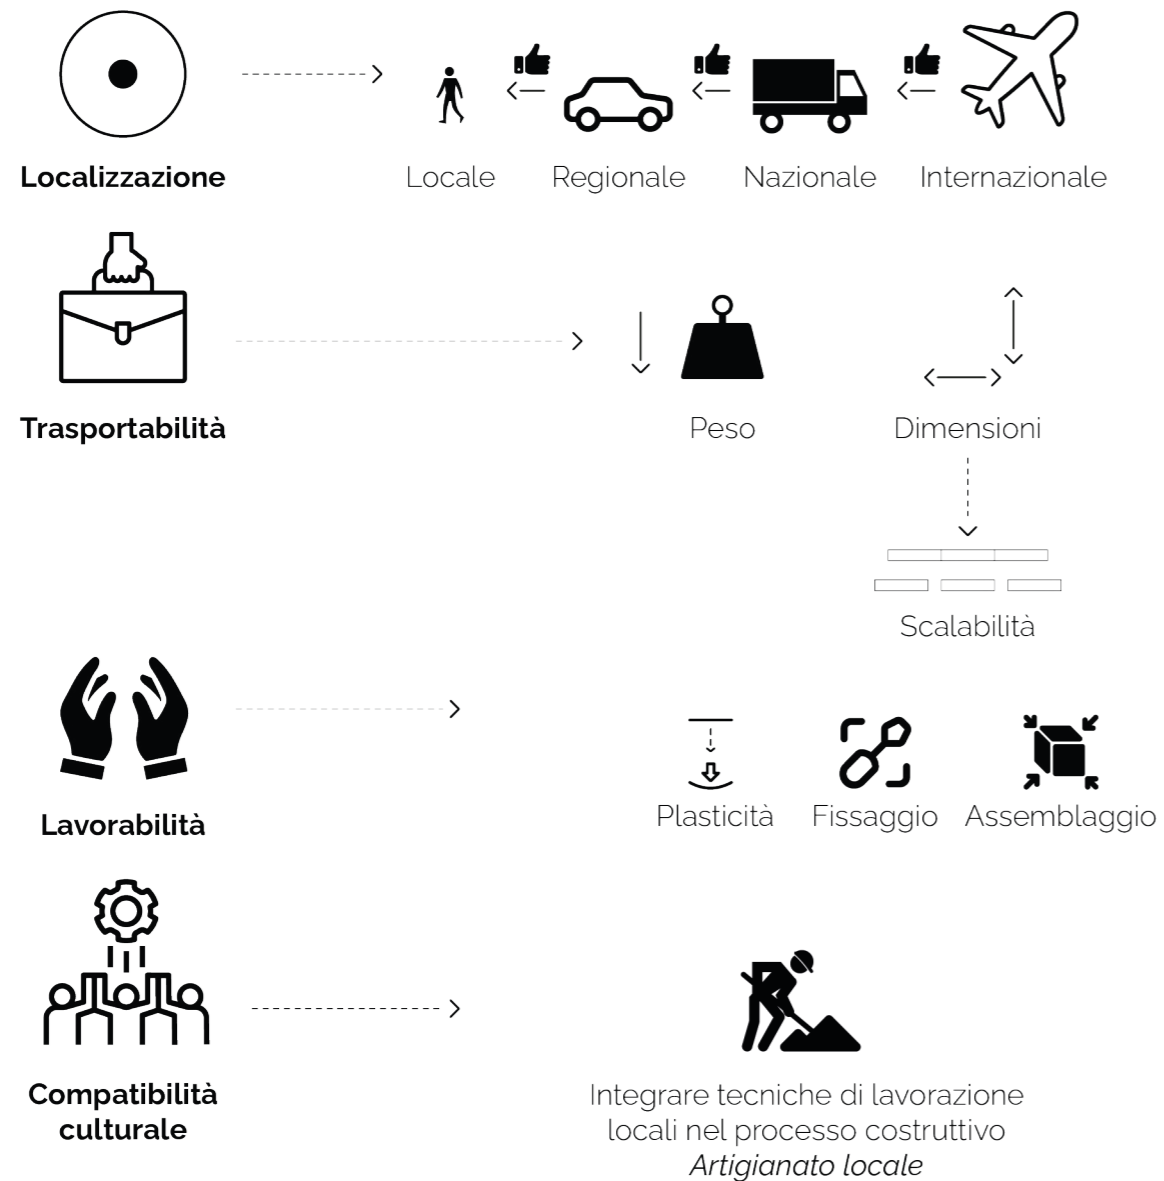 Localizzazione
Locale
Regionale
Nazionale
Internazionale
Trasportabilità
Peso
Dimensioni
Scalabilità
Lavorabilità
Plasticità
Fissaggio
Assemblaggio
Compatibilità
culturale
Integrare tecniche di lavorazione
locali nel processo costruttivo
Artigianato locale